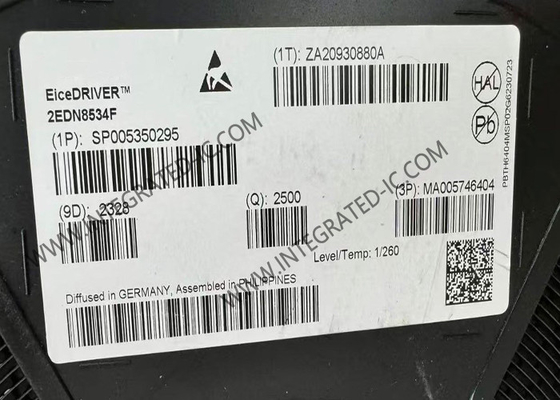 EiceDRIVER™
2EDN8534F
(1P): SP005350295
(1T): ZA20930880A
HAL
Pb
PBTH6404MSP02G6230723
(9D): 2328
(Q): 2500
(3P): MA005746404
Level/Temp: 1/260
Diffused in GERMANY, Assembled in PHILIPPINES
WWW.INTEGRATED-IC.COM
WWW.INTEGRATED-IC.COM